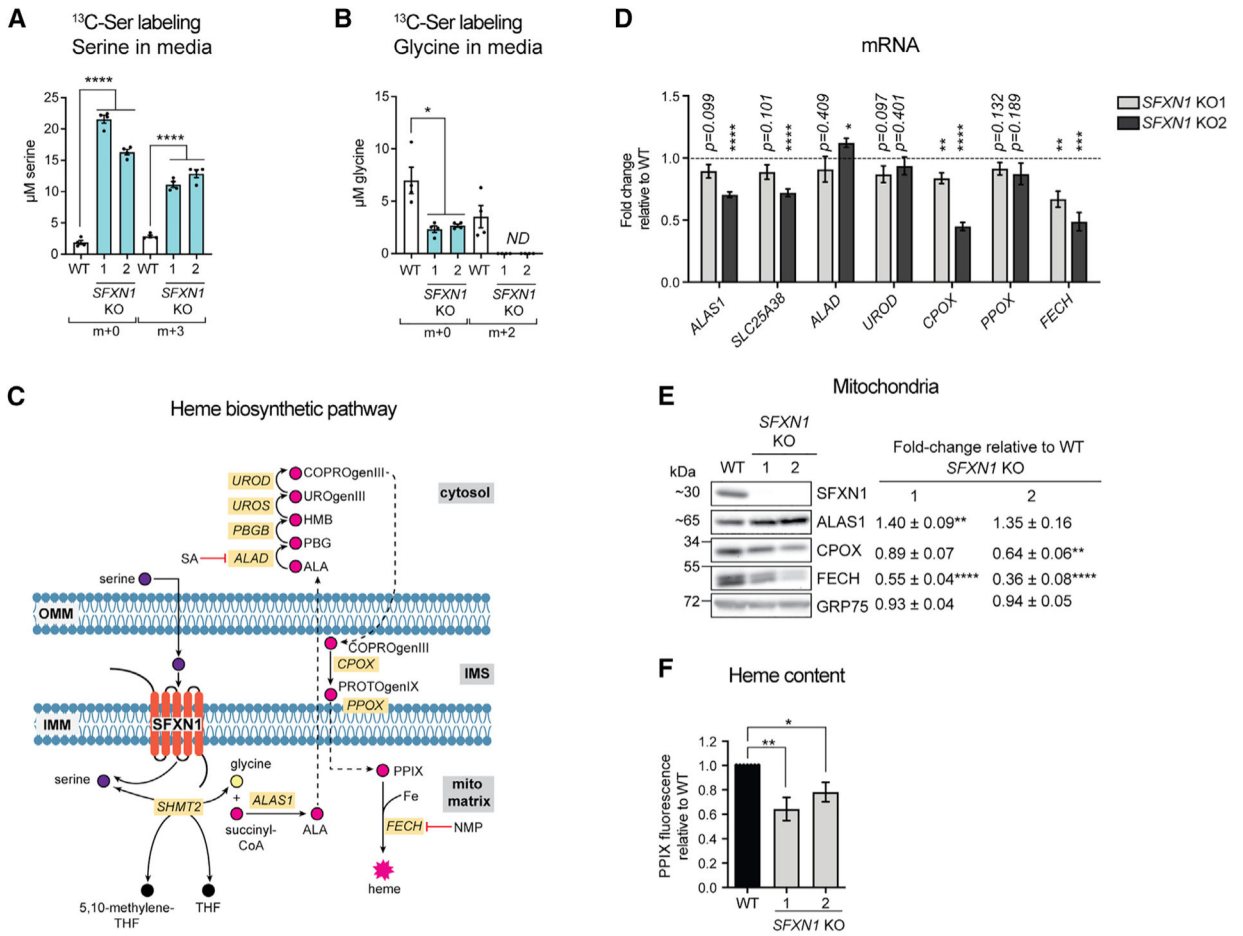 A
13C-Ser labeling
Serine in media
****
****
25
20
15
10
5
0
µM serine
WT 1 2 WT 1 2
SFXN1 SFXN1
KO KO
m+0 m+3
B
13C-Ser labeling
Glycine in media
*
15
10
5
0
µM glycine
ND
WT 1 2 WT 1 2
SFXN1 SFXN1
KO KO
m+0 m+2
C
Heme biosynthetic pathway
UROD
COPROgenIII
UROS
UROgenIII
cytosol
PBGB
HMB
PBG
SA
ALAD
ALA
serine
OMM
COPROgenIII
CPOX
IMS
PROTOgenIX
PPOX
IMM
SFXN1
serine
glycine
PPIX
mito
matrix
+
ALAS1
Fe
SHMT2
succinyl-
CoA
ALA
FECH
NMP
heme
5,10-methylene-
THF
THF
D
mRNA
1.5
1.0
0.5
0.0
Fold change
relative to WT
p=0.099
****
p=0.101
****
p=0.409
*
p=0.097
p=0.401
**
****
p=0.132
p=0.189
**
***
SFXN1 KO1
SFXN1 KO2
ALAS1
SLC25A38
ALAD
UROD
CPOX
PPOX
FECH
E
Mitochondria
SFXN1
KO
Fold-change relative to WT
SFXN1 KO
kDa WT 1 2 1 2
~30 SFXN1
~65 ALAS1 1.40 ± 0.09** 1.35 ± 0.16
34 CPOX 0.89 ± 0.07 0.64 ± 0.06**
55 FECH 0.55 ± 0.04**** 0.36 ± 0.08****
72 GRP75 0.93 ± 0.04 0.94 ± 0.05
F
Heme content
*
**
1.2
1.0
0.8
0.6
0.4
0.2
0.0
PPIX fluorescence
relative to WT
WT 1 2
SFXN1 KO